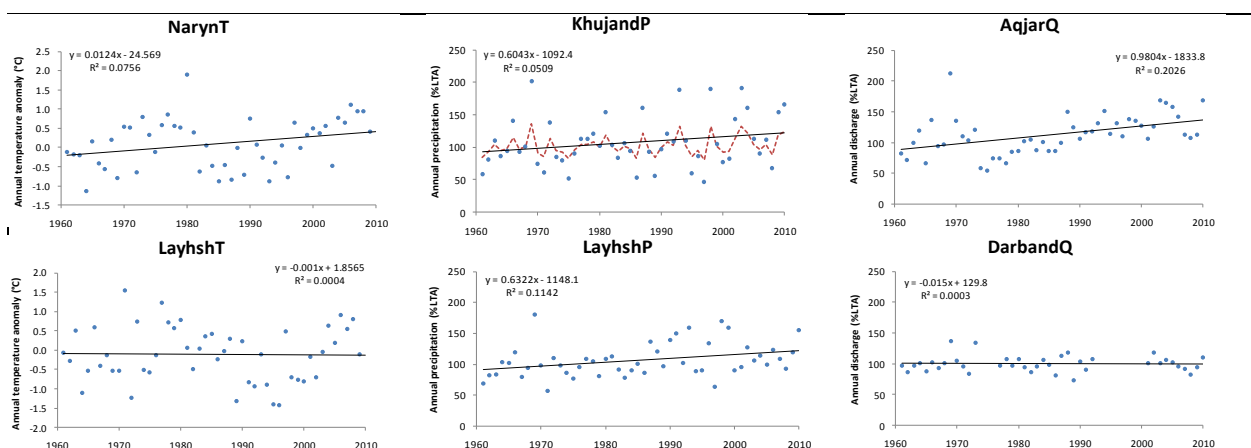 NarynT
y = 0.0124x - 24.569
R² = 0.0756
Annual temperature anomaly (°C)
2.5
2.0
1.5
1.0
0.5
0.0
-0.5
-1.0
-1.5
1960 1970 1980 1990 2000 2010
KhujandP
y = 0.6043x - 1092.4
R² = 0.0509
Annual precipitation (%LTA)
250
200
150
100
50
0
1960 1970 1980 1990 2000 2010
AqjarQ
y = 0.9804x - 1833.8
R² = 0.2026
Annual discharge (%LTA)
250
200
150
100
50
0
1960 1970 1980 1990 2000 2010
LayhshT
y = -0.001x + 1.8565
R² = 0.0004
Annual temperature anomaly (°C)
2.0
1.5
1.0
0.5
0.0
-0.5
-1.0
-1.5
-2.0
1960 1970 1980 1990 2000 2010
LayhshP
y = 0.6322x - 1148.1
R² = 0.1142
Annual precipitation (%LTA)
250
200
150
100
50
0
1960 1970 1980 1990 2000 2010
DarbandQ
y = -0.015x + 129.8
R² = 0.0003
Annual discharge (%LTA)
250
200
150
100
50
0
1960 1970 1980 1990 2000 2010